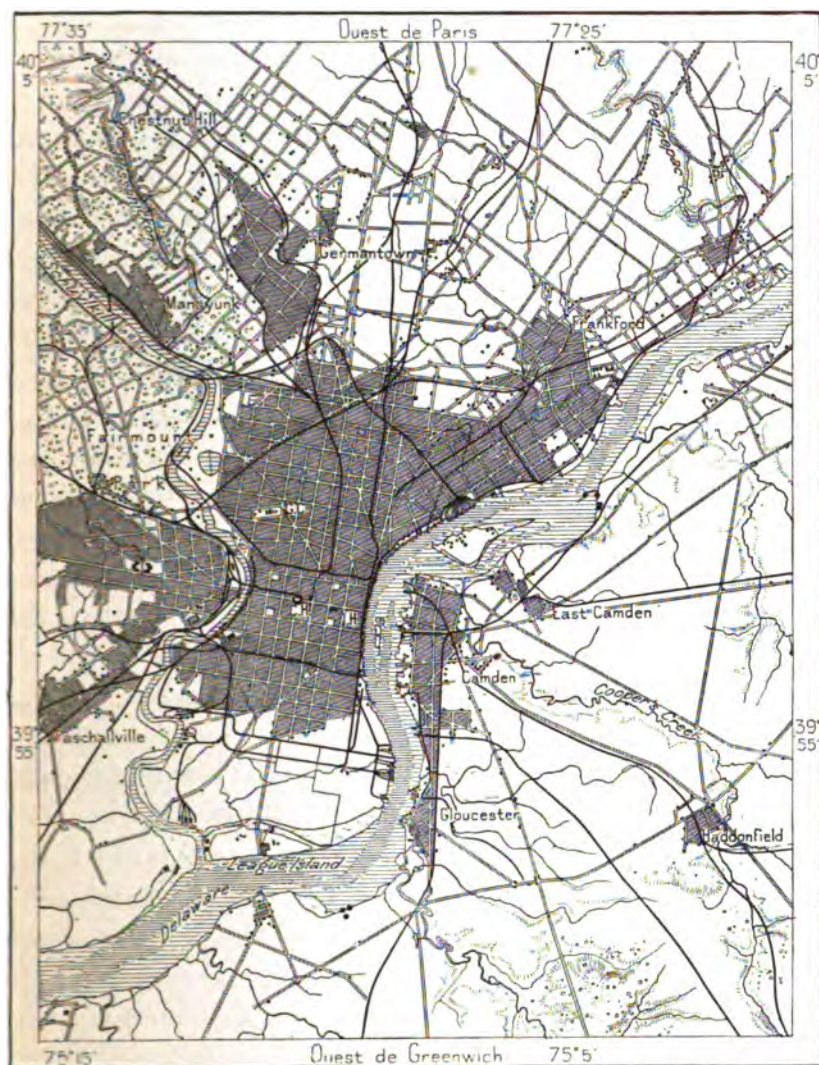 77°35'
Ouest de Paris
77°25'
40°
5'
40°
5'
Chestnut Hill
Germantown
Manayunk
Frankford
Fairmount
Park
East Camden
Camden
Cooper's Creek
39°
55'
39°
55'
Paschallville
Gloucester
Haddonfield
League Island
Delaware
75°15'
Ouest de Greenwich
75°5'